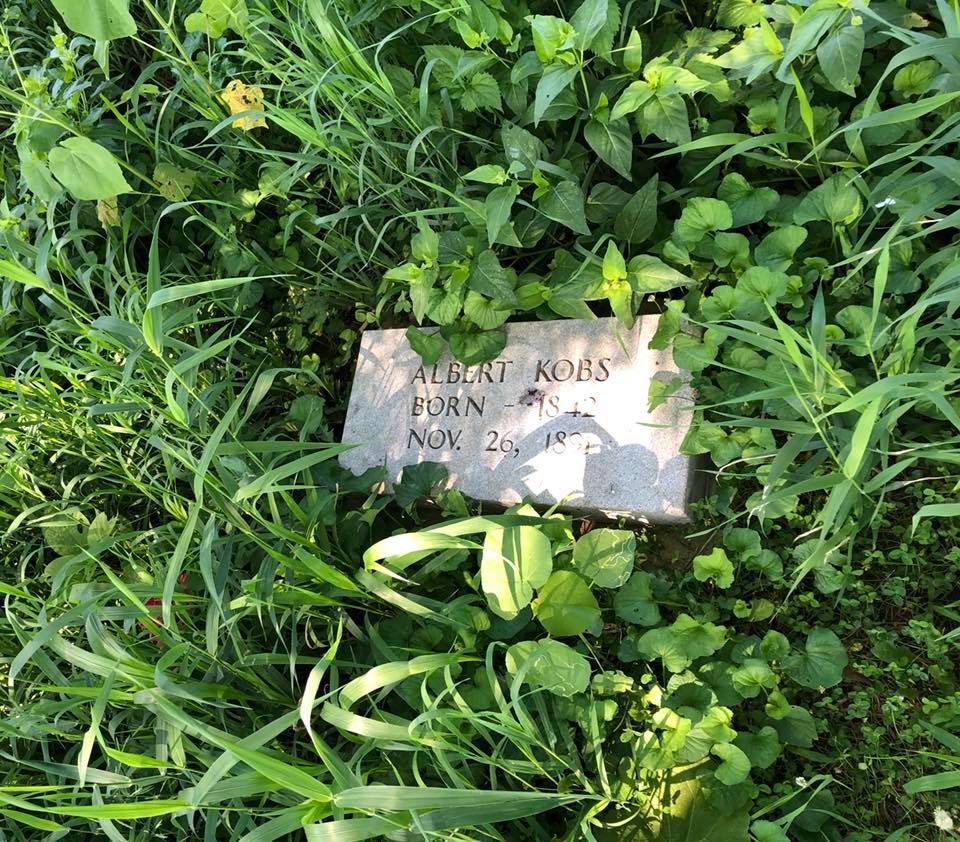 ALBERT KOBS
BORN - 1842
NOV. 26,